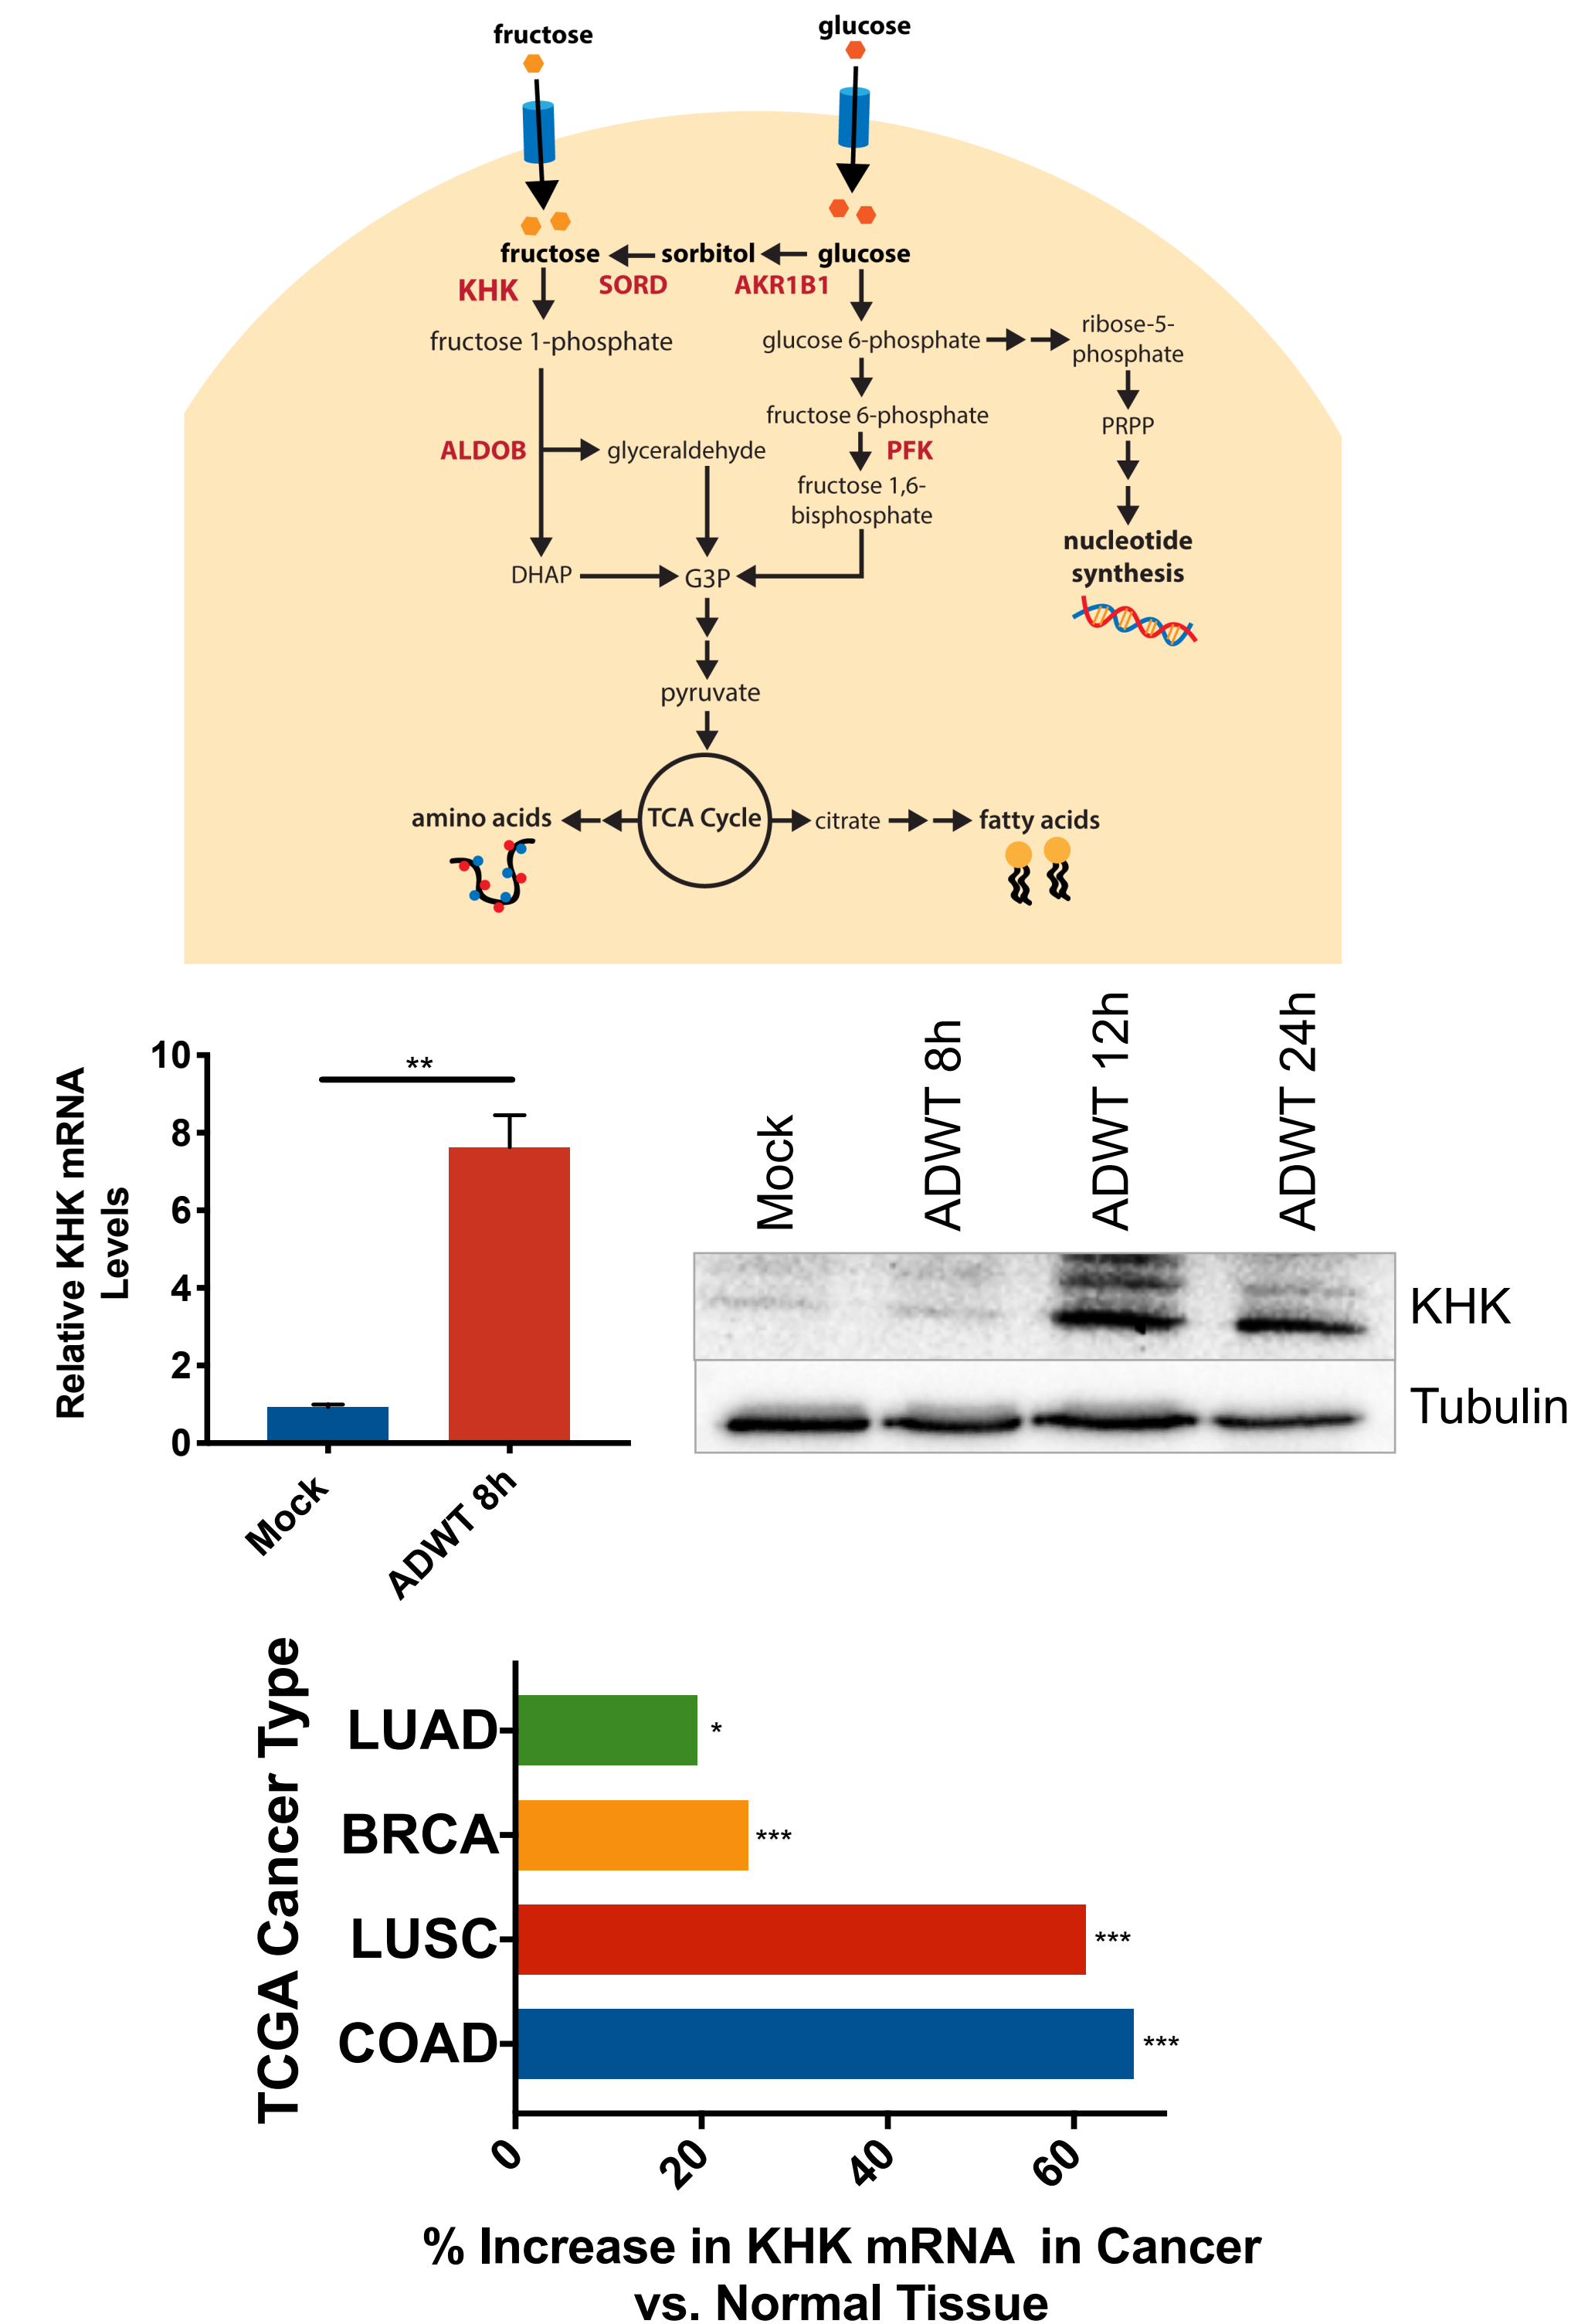 fructose
glucose
fructose
sorbitol
glucose
KHK
SORD
AKR1B1
fructose 1-phosphate
glucose 6-phosphate
ribose-5-
phosphate
fructose 6-phosphate
PRPP
ALDOB
glyceraldehyde
PFK
fructose 1,6-
bisphosphate
nucleotide
synthesis
DHAP
G3P
pyruvate
amino acids
TCA Cycle
citrate
fatty acids
Relative KHK mRNA
Levels
10
8
6
4
2
0
**
Mock
ADWT 8h
Mock
ADWT 8h
ADWT 12h
ADWT 24h
KHK
Tubulin
TCGA Cancer Type
LUAD
*
BRCA
***
LUSC
***
COAD
***
0
20
40
60
% Increase in KHK mRNA in Cancer
vs. Normal Tissue